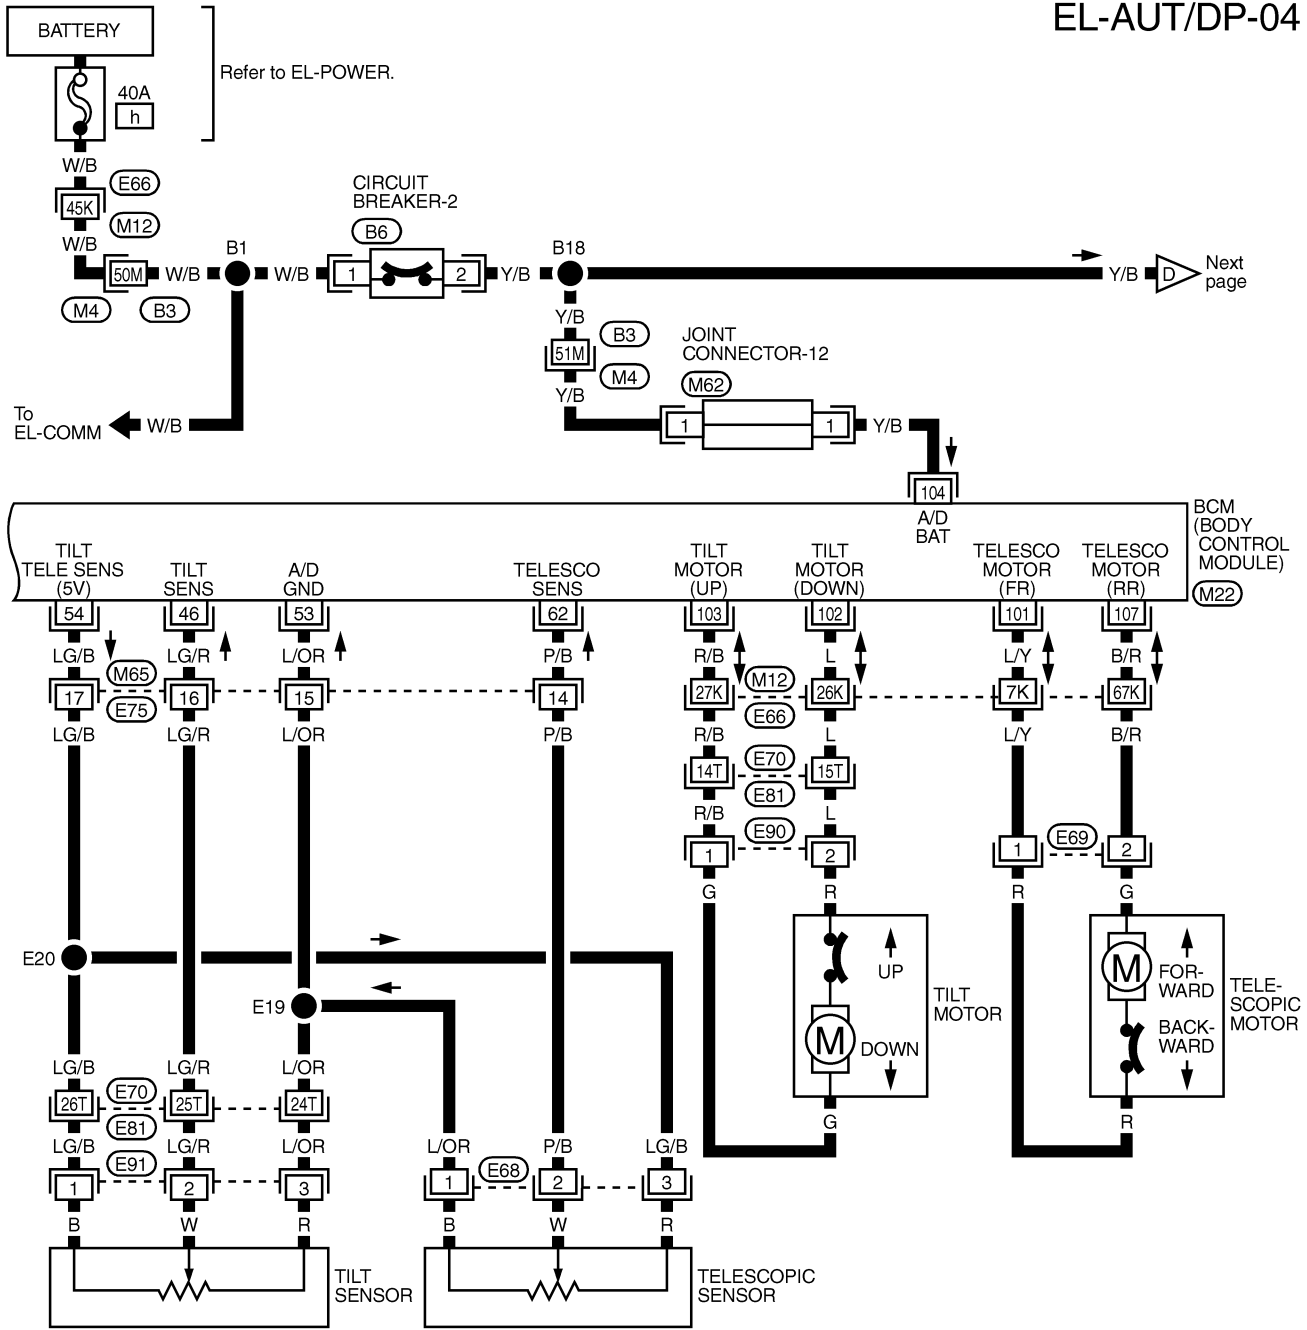 EL-AUT/DP-04
BATTERY
Refer to EL-POWER.
40A
h
W/B
E66
45K
M12
W/B
50M
W/B
M4
B3
B1
W/B
CIRCUIT
BREAKER-2
B6
1
2
Y/B
B18
Y/B
D
Next
page
Y/B
B3
51M
M4
Y/B
JOINT
CONNECTOR-12
M62
1
1
Y/B
To
EL-COMM
W/B
104
A/D
BAT
BCM
(BODY
CONTROL
MODULE)
M22
TILT
TELE SENS
(5V)
TILT
SENS
A/D
GND
TELESCO
SENS
TILT
MOTOR
(UP)
TILT
MOTOR
(DOWN)
TELESCO
MOTOR
(FR)
TELESCO
MOTOR
(RR)
54
46
53
62
103
102
101
107
LG/B
LG/R
L/OR
P/B
R/B
L
L/Y
B/R
M65
M12
17
16
15
14
27K
26K
7K
67K
E75
E66
LG/B
LG/R
L/OR
P/B
R/B
L
L/Y
B/R
E70
14T
15T
E81
R/B
L
E90
E69
1
2
1
2
G
R
R
G
E20
E19
UP
M
DOWN
TILT
MOTOR
M
FOR-
WARD
BACK-
WARD
TELE-
SCOPIC
MOTOR
G
R
LG/B
LG/R
L/OR
E70
26T
25T
24T
E81
LG/B
LG/R
L/OR
L/OR
P/B
LG/B
E91
E68
1
2
3
1
2
3
B
W
R
B
W
R
TILT
SENSOR
TELESCOPIC
SENSOR